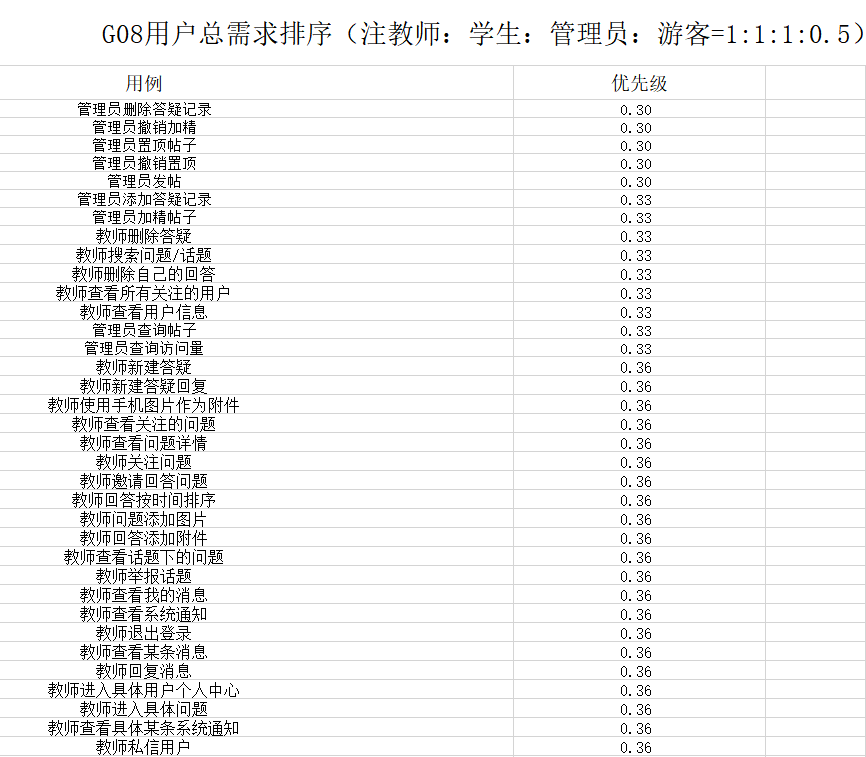 G08用户总需求排序（注教师：学生：管理员：游客=1:1:1:0.5）
用例 优先级
管理员删除答疑记录 0.30
管理员撤销加精 0.30
管理员置顶帖子 0.30
管理员撤销置顶 0.30
管理员发帖 0.30
管理员添加答疑记录 0.33
管理员加精帖子 0.33
教师删除答疑 0.33
教师搜索问题/话题 0.33
教师删除自己的回答 0.33
教师查看所有关注的用户 0.33
教师查看用户信息 0.33
管理员查询帖子 0.33
管理员查询访问量 0.33
教师新建答疑 0.36
教师新建答疑回复 0.36
教师使用手机图片作为附件 0.36
教师查看关注的问题 0.36
教师查看问题详情 0.36
教师关注问题 0.36
教师邀请回答问题 0.36
教师回答按时间排序 0.36
教师问题添加图片 0.36
教师回答添加附件 0.36
教师查看话题下的问题 0.36
教师举报话题 0.36
教师查看我的消息 0.36
教师查看系统通知 0.36
教师退出登录 0.36
教师查看某条消息 0.36
教师回复消息 0.36
教师进入具体用户个人中心 0.36
教师进入具体问题 0.36
教师查看具体某条系统通知 0.36
教师私信用户 0.36